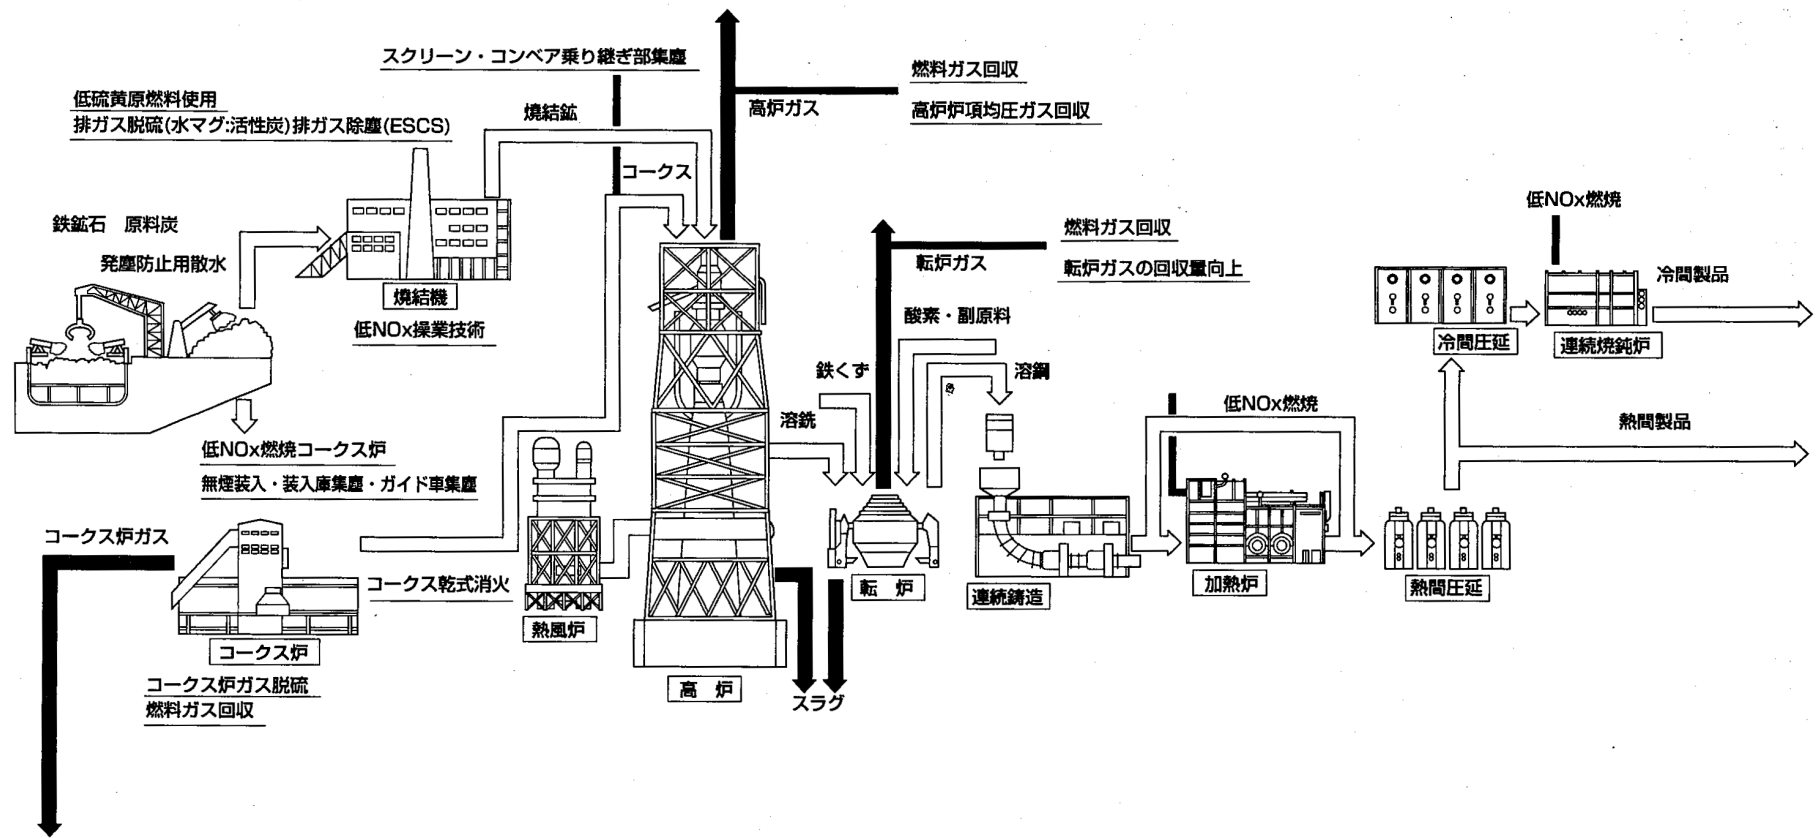 スクリーン・コンベア乗り継ぎ部集塵
燃料ガス回収
高炉ガス
高炉炉項均圧ガス回収
低硫黄原燃料使用
排ガス脱硫(水マグ:活性炭)排ガス除塵(ESCS)
焼結鉱
コークス
鉄鉱石 原料炭
発塵防止用散水
焼結機
低NOx操業技術
燃料ガス回収
転炉ガス
転炉ガスの回収量向上
酸素・副原料
鉄くず
溶鋼
溶銑
低NOx燃焼
冷間製品
冷間圧延
連続焼鈍炉
低NOx燃焼
熱間製品
低NOx燃焼コークス炉
無煙装入・装入庫集塵・ガイド車集塵
コークス炉ガス
コークス乾式消火
コークス炉
コークス炉ガス脱硫
燃料ガス回収
熱風炉
高 炉
スラグ
転 炉
連続鋳造
加熱炉
熱間圧延